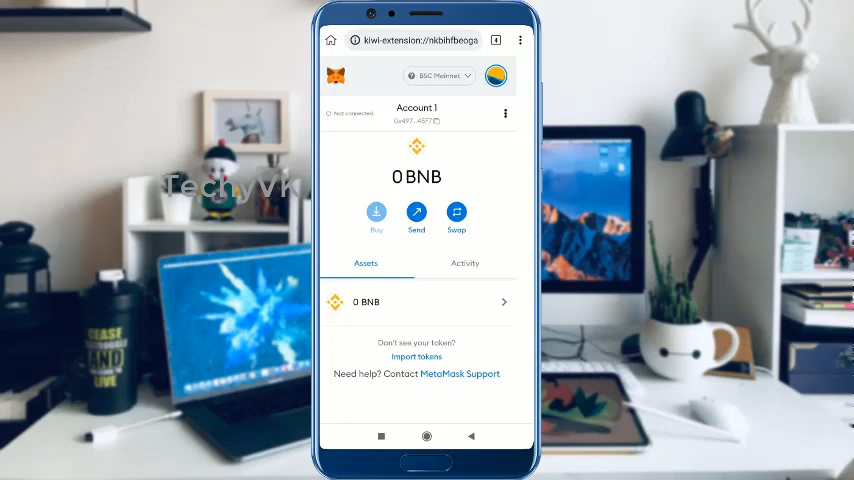 kiwi-extension://nkbihfbeoga
4
BSC Mainnet
Not connected
Account 1
0x497...45F7
TechyVK
0 BNB
Buy
Send
Swap
Assets
Activity
0 BNB
Don't see your token?
Import tokens
Need help? Contact MetaMask Support
AND
LIVE